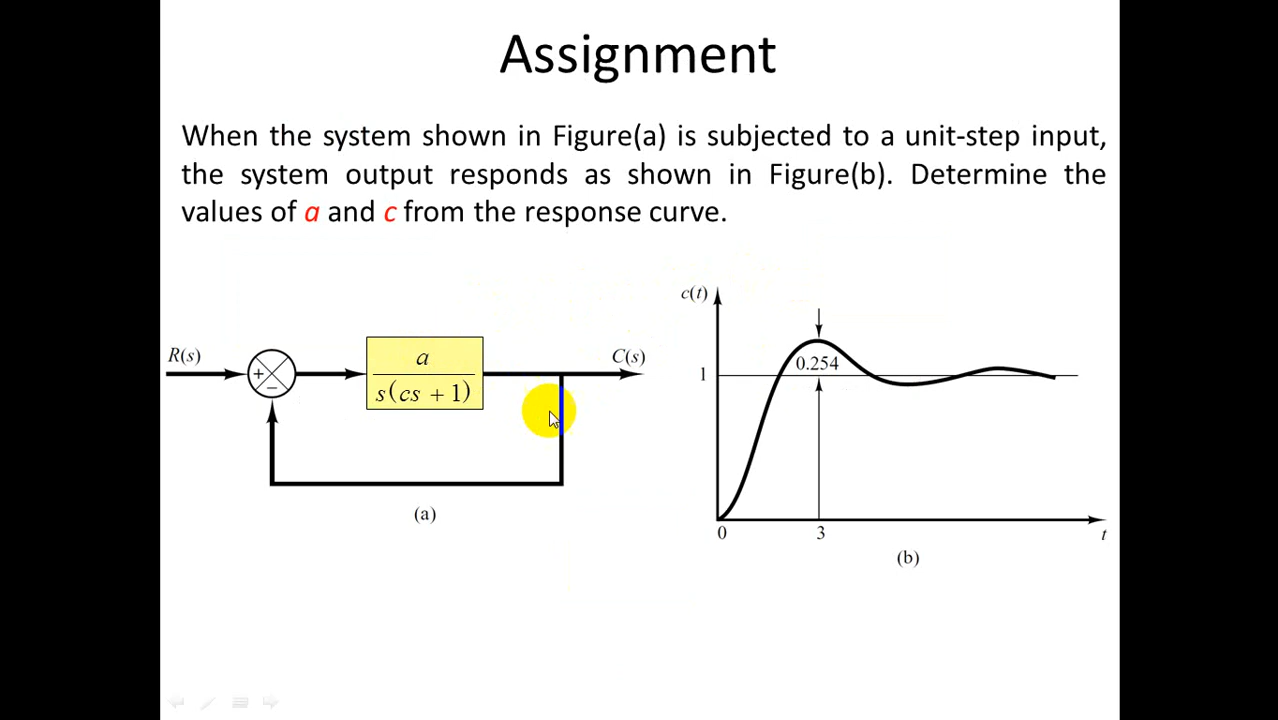 Assignment
When the system shown in Figure(a) is subjected to a unit-step input,
the system output responds as shown in Figure(b). Determine the
values of a and c from the response curve.
R(s)
+
−
a
s(cs + 1)
C(s)
(a)
c(t)
0.254
1
0
3
t
(b)